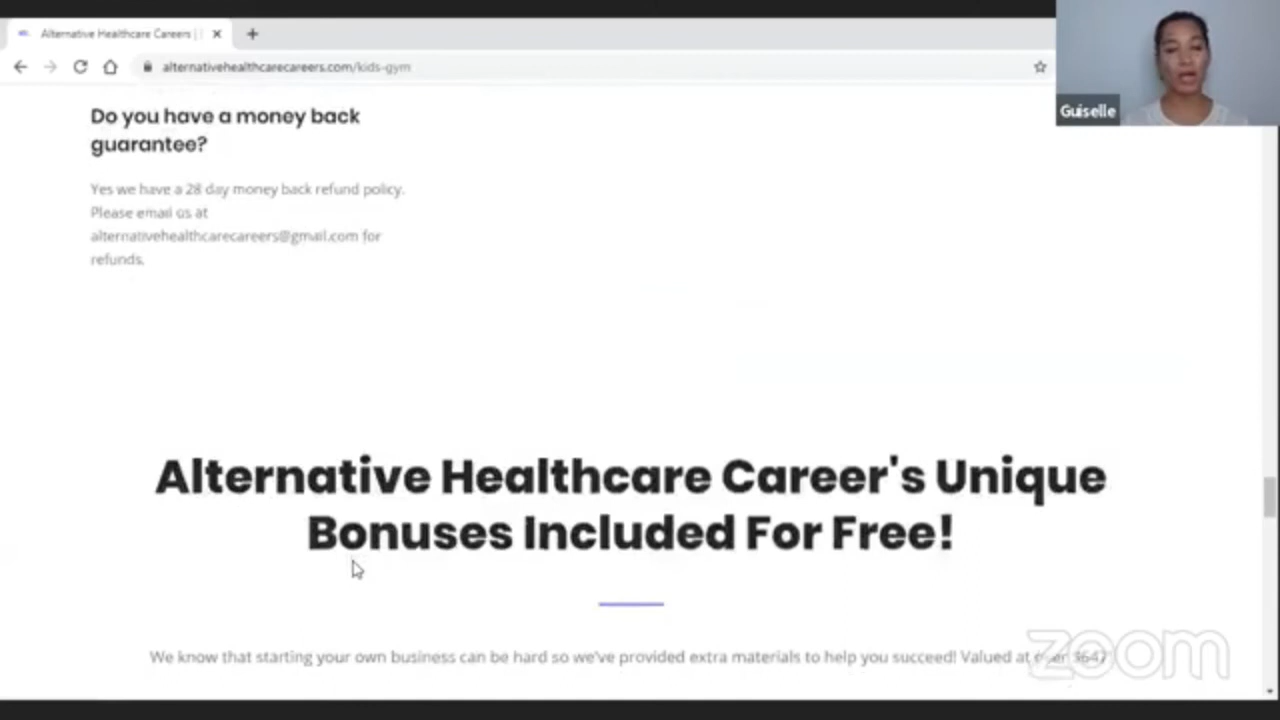 Alternative Healthcare Careers |
alternativehealthcarecareers.com/kids-gym
Guiselle
Do you have a money back
guarantee?
Yes we have a 28 day money back refund policy.
Please email us at
alternativehealthcarecareers@gmail.com for
refunds.
Alternative Healthcare Career's Unique
Bonuses Included For Free!
We know that starting your own business can be hard so we've provided extra materials to help you succeed! Valued at over
zoom